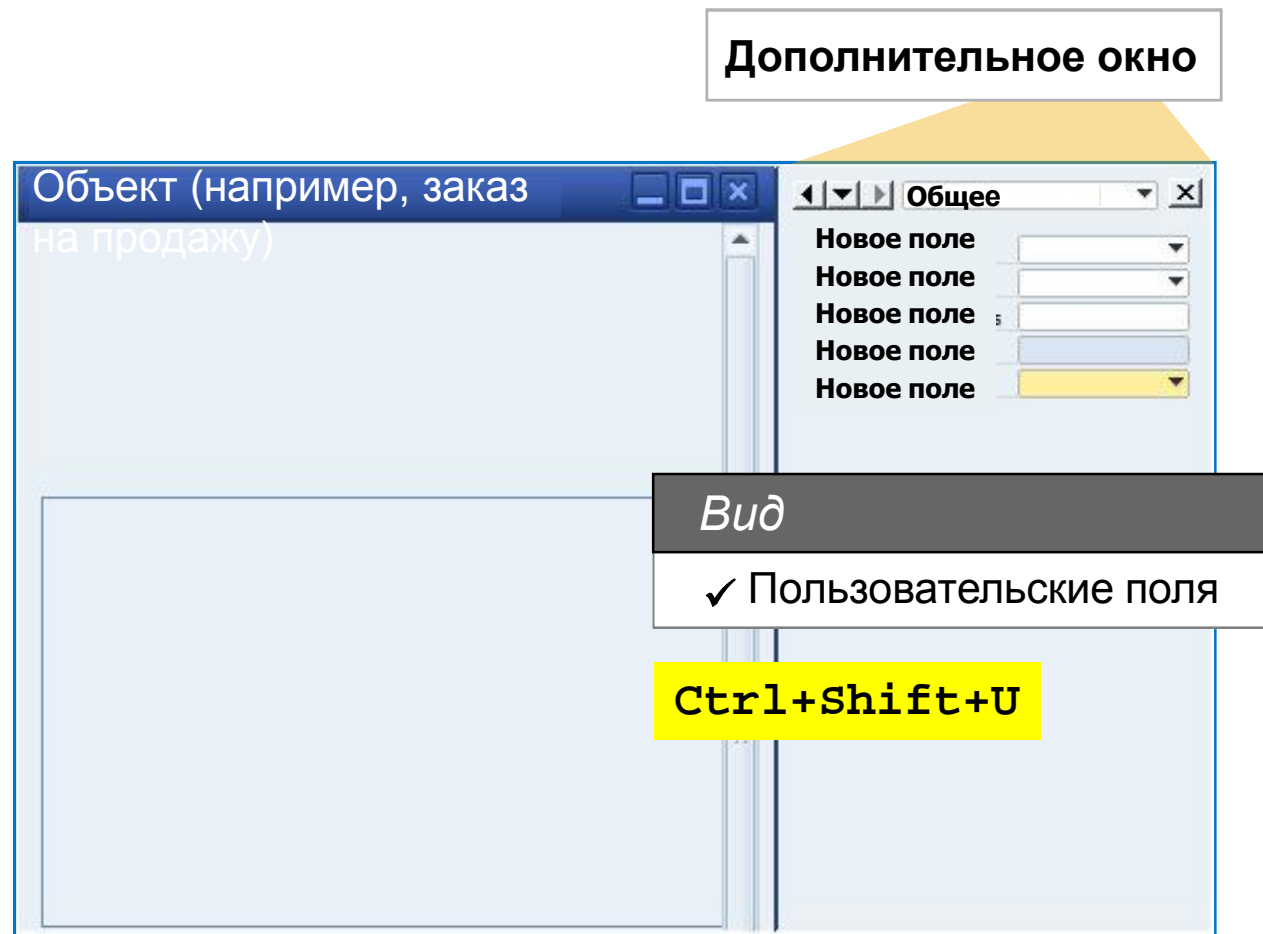 Дополнительное окно
Объект (например, заказ
на продажу)
Общее
Новое поле
Новое поле
Новое поле
Новое поле
Новое поле
Вид
✓ Пользовательские поля
Ctrl+Shift+U